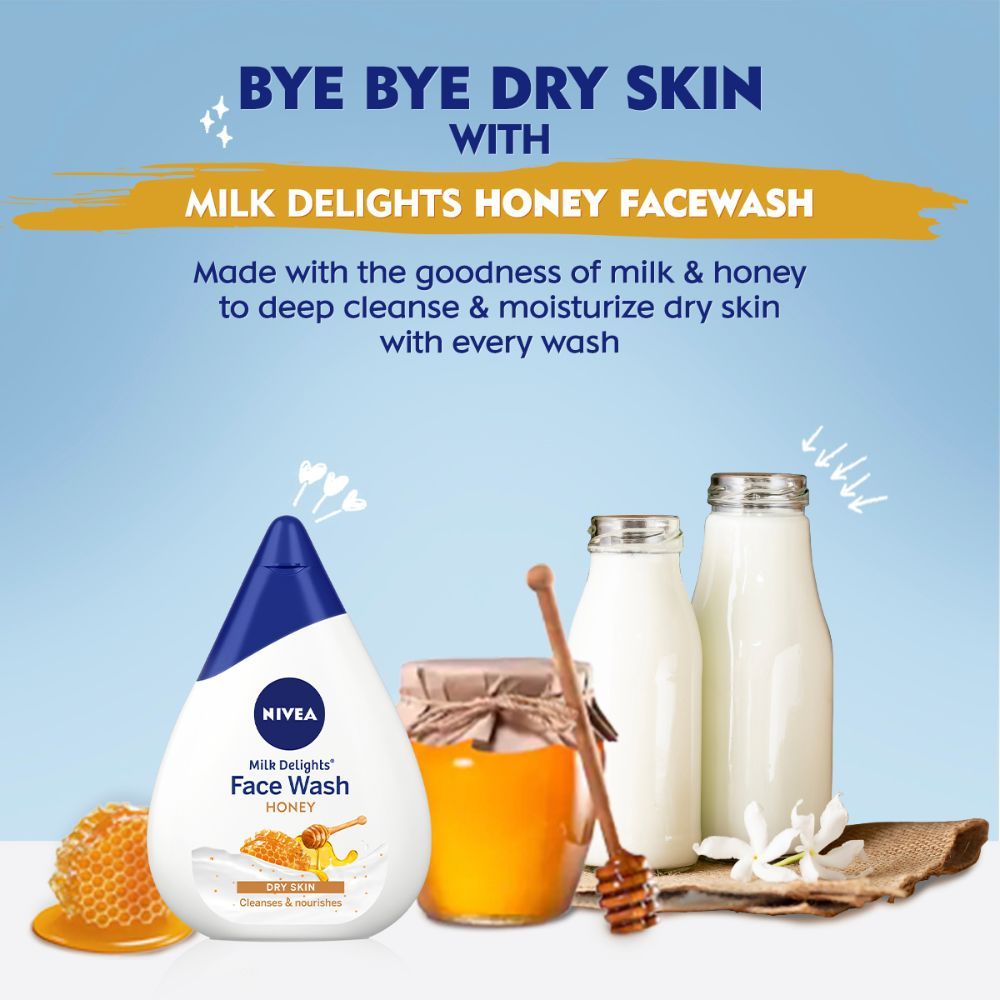 BYE BYE DRY SKIN
WITH
MILK DELIGHTS HONEY FACEWASH
Made with the goodness of milk & honey
to deep cleanse & moisturize dry skin
with every wash
NIVEA
Milk Delights®
Face Wash
HONEY
DRY SKIN
Cleanses & nourishes